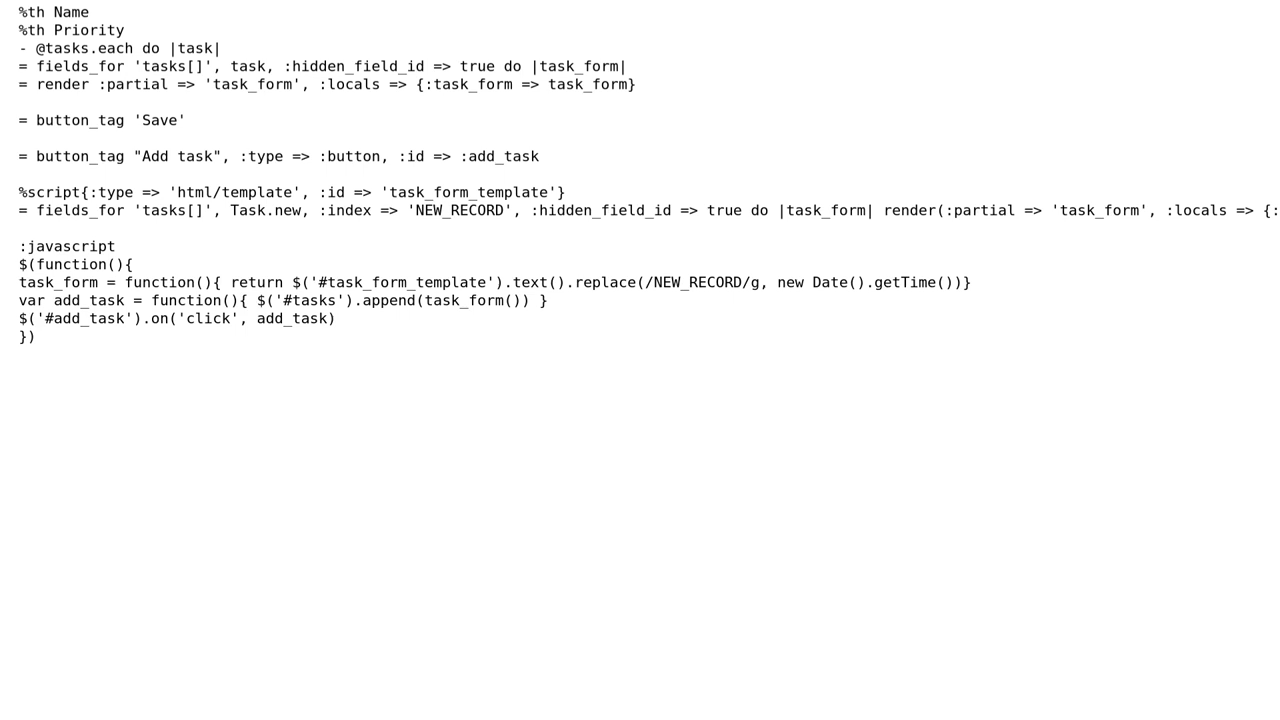 %th Name
%th Priority
- @tasks.each do |task|
= fields_for 'tasks[]', task, :hidden_field_id => true do |task_form|
= render :partial => 'task_form', :locals => {:task_form => task_form}
= button_tag 'Save'
= button_tag "Add task", :type => :button, :id => :add_task
%script{:type => 'html/template', :id => 'task_form_template'}
= fields_for 'tasks[]', Task.new, :index => 'NEW_RECORD', :hidden_field_id => true do |task_form| render(:partial => 'task_form', :locals => {:
:javascript
$(function(){
task_form = function(){ return $('#task_form_template').text().replace(/NEW_RECORD/g, new Date().getTime())}
var add_task = function(){ $('#tasks').append(task_form()) }
$('#add_task').on('click', add_task)
})